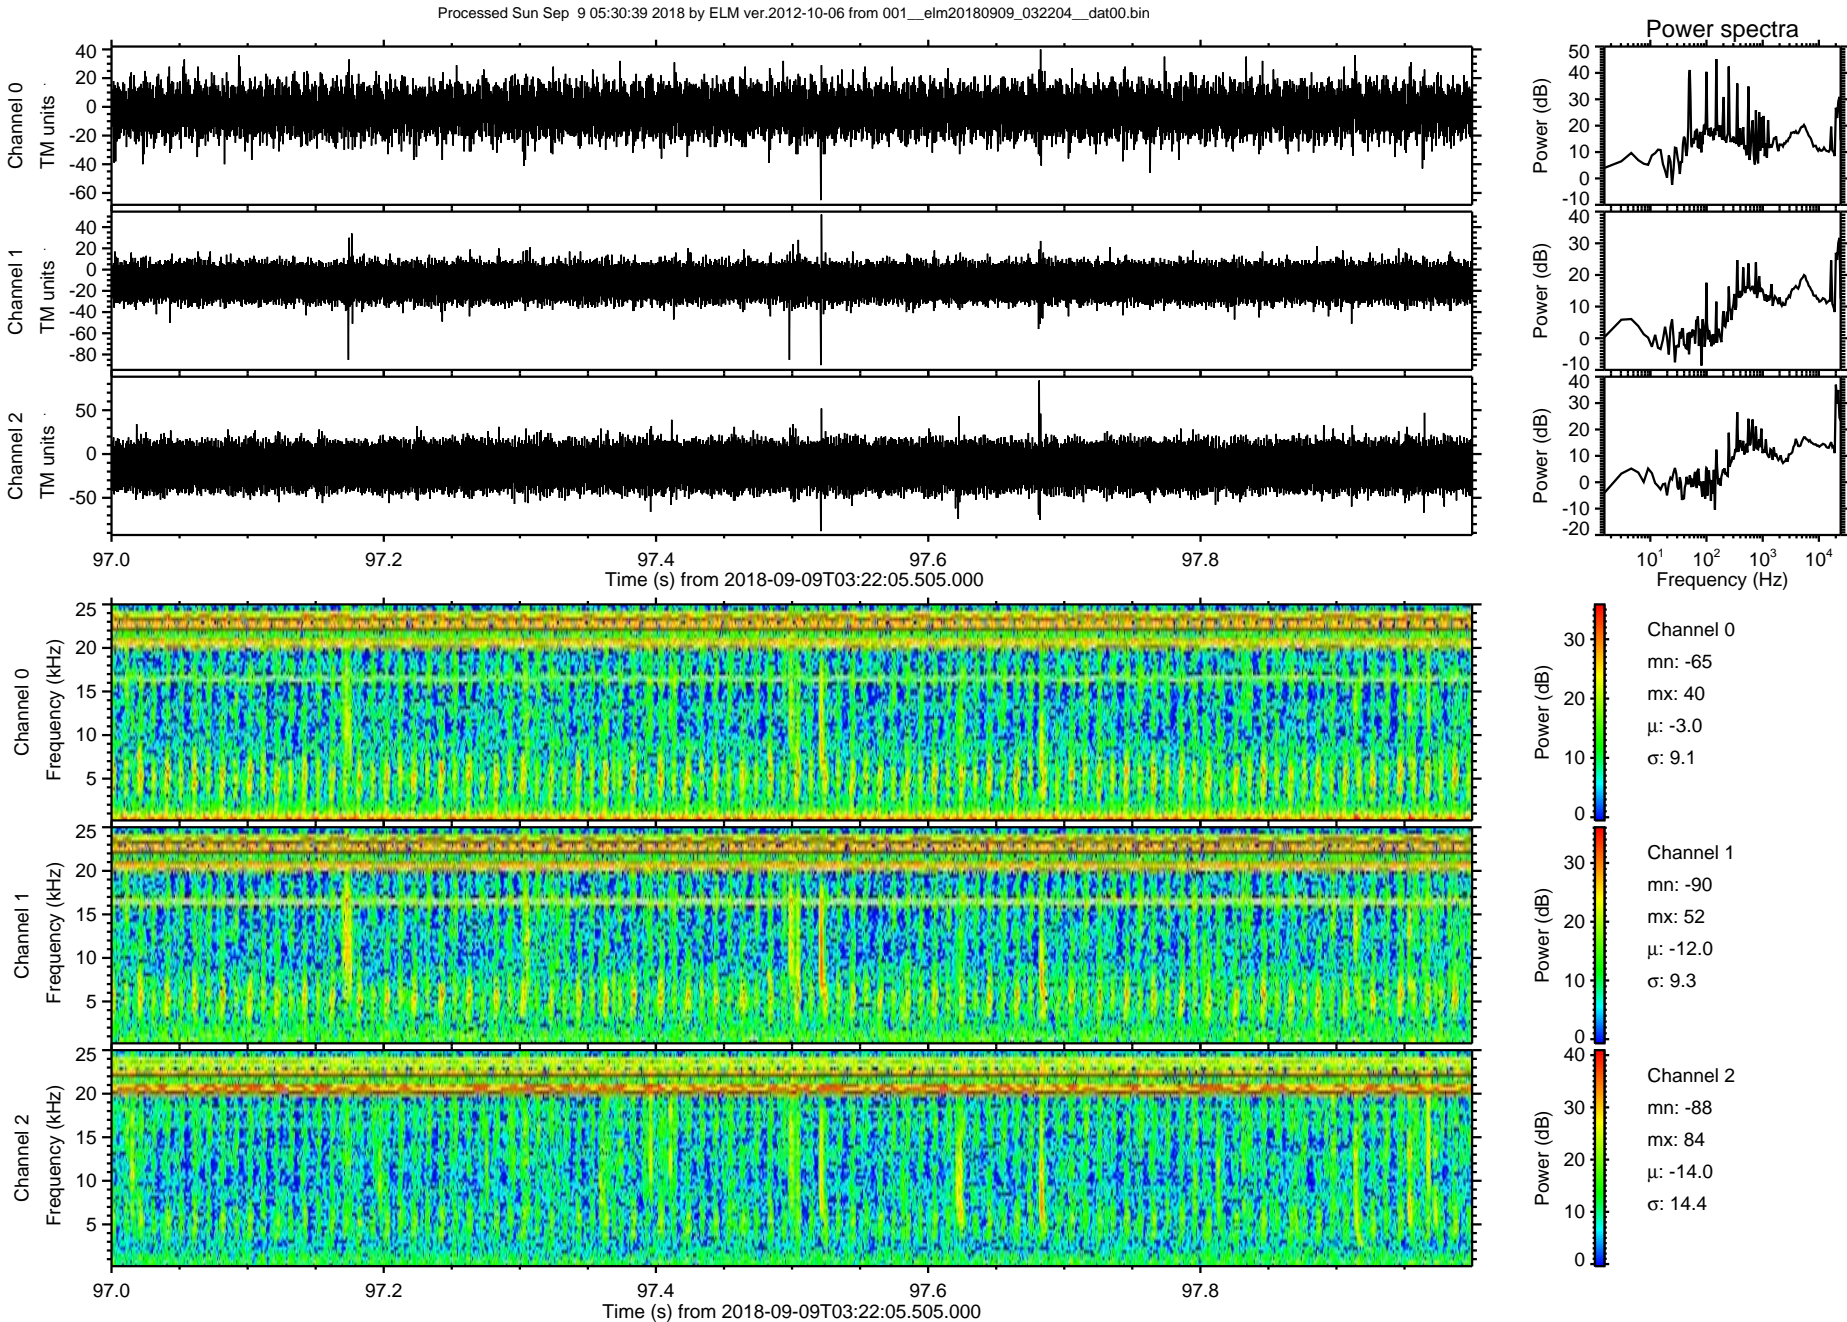 Processed Sun Sep 9 05:30:39 2018 by ELM ver.2012-10-06 from 001__elm20180909_032204__dat00.bin
Power spectra
Channel 0
TM units
40
20
0
-20
-40
-60
Power (dB)
50
40
30
20
10
0
-10
Channel 1
TM units
40
20
0
-20
-40
-60
-80
Power (dB)
40
30
20
10
0
-10
Channel 2
TM units
50
0
-50
Power (dB)
40
30
20
10
0
-10
-20
97.0 97.2 97.4 97.6 97.8
Time (s) from 2018-09-09T03:22:05.505.000
10^1 10^2 10^3 10^4
Frequency (Hz)
Channel 0
Frequency (kHz)
25
20
15
10
5
Power (dB)
30
20
10
0
Channel 0
mn: -65
mx: 40
μ: -3.0
σ: 9.1
Channel 1
Frequency (kHz)
25
20
15
10
5
Power (dB)
30
20
10
0
Channel 1
mn: -90
mx: 52
μ: -12.0
σ: 9.3
Channel 2
Frequency (kHz)
25
20
15
10
5
Power (dB)
40
30
20
10
0
Channel 2
mn: -88
mx: 84
μ: -14.0
σ: 14.4
97.0 97.2 97.4 97.6 97.8
Time (s) from 2018-09-09T03:22:05.505.000